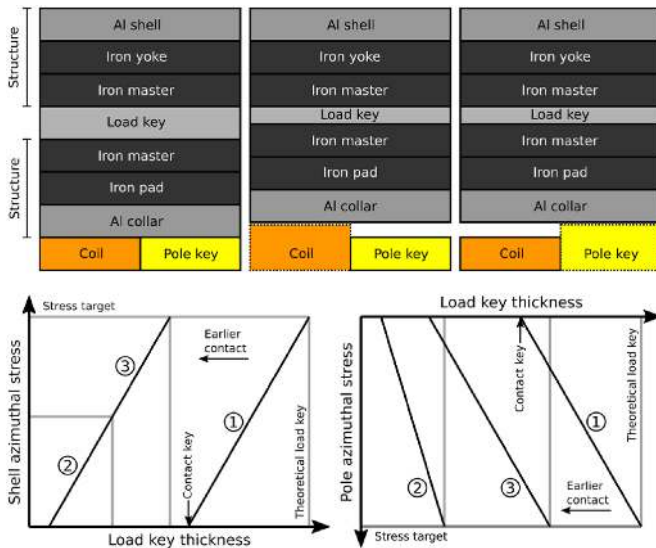 Structure
Al shell
Iron yoke
Iron master
Load key
Structure
Iron master
Iron pad
Al collar
Coil
Pole key
Al shell
Iron yoke
Iron master
Load key
Iron master
Iron pad
Al collar
Coil
Pole key
Al shell
Iron yoke
Iron master
Load key
Iron master
Iron pad
Al collar
Coil
Pole key
Shell azimuthal stress
Stress target
Earlier
contact
③
①
②
Contact key
Theoretical load key
Load key thickness
Load key thickness
Pole azimuthal stress
Contact key
Theoretical load key
①
②
③
Earlier
contact
Stress target